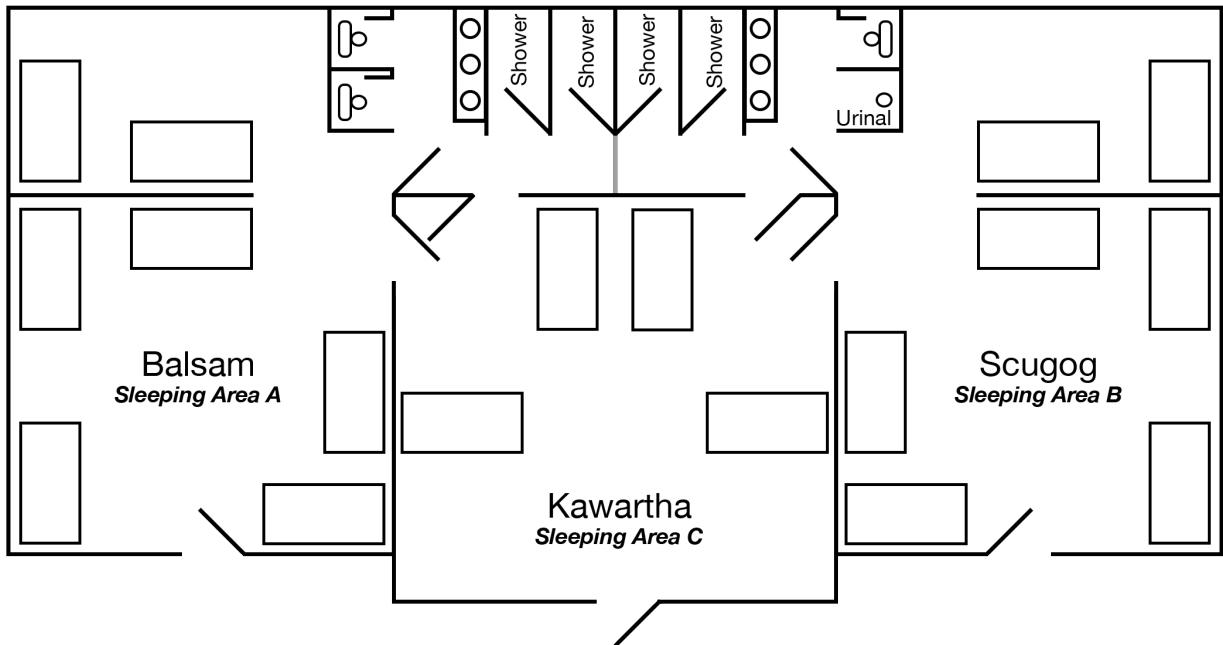 Shower
Shower
Shower
Shower
Urinal
Balsam
Sleeping Area A
Scugog
Sleeping Area B
Kawartha
Sleeping Area C